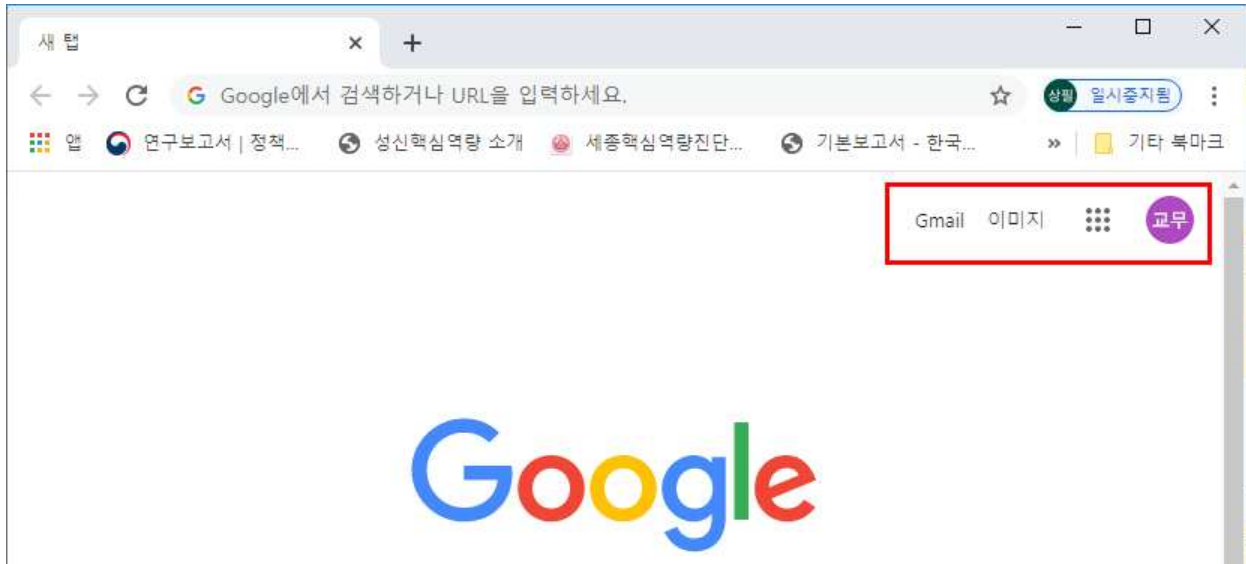 새 탭
Google에서 검색하거나 URL을 입력하세요.
상필 일시중지됨
앱 연구보고서 | 정책... 성신핵심역량 소개 세종핵심역량진단... 기본보고서 - 한국... » 기타 북마크
Gmail 이미지 교무
Google